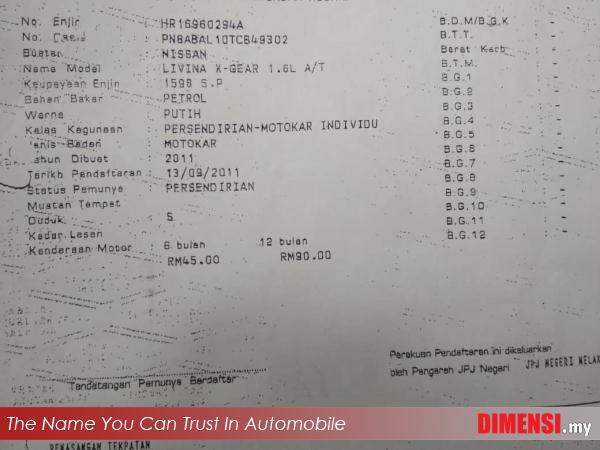 No. Enjin : HR16960294A
No. Casis : PN8ABAL10TCB49302
Buatan : NISSAN
Nama Model : LIVINA X-GEAR 1.6L A/T
Keupayaan Enjin : 1598 S.P
Bahan Bakar : PETROL
Warna : PUTIH
Kelas Kegunaan : PERSENDIRIAN-MOTOKAR INDIVIDU
Jenis Badan : MOTOKAR
Tahun Dibuat : 2011
Tarikh Pendaftaran : 13/09/2011
Status Pemunya : PERSENDIRIAN
Muatan Tempat
Duduk : 5
Kadar Lesen
Kenderaan Motor : 6 bulan 12 bulan
RM45.00 RM90.00
B.D.M/B.G.K : -
B.T.T. : -
Berat Kerb : -
B.T.M. : -
B.G.1 : -
B.G.2 : -
B.G.3 : -
B.G.4 : -
B.G.5 : -
B.G.6 : -
B.G.7 : -
B.G.8 : -
B.G.9 : -
B.G.10 : -
B.G.11 : -
B.G.12 : -
Perakuan Pendaftaran ini dikeluarkan
oleh Pengarah JPJ Negeri JPJ NEGERI MELAK
Tandatangan Pemunya Berdaftar
The Name You Can Trust In Automobile
DIMENSI.my
PEMASANGAN TEKPATAN